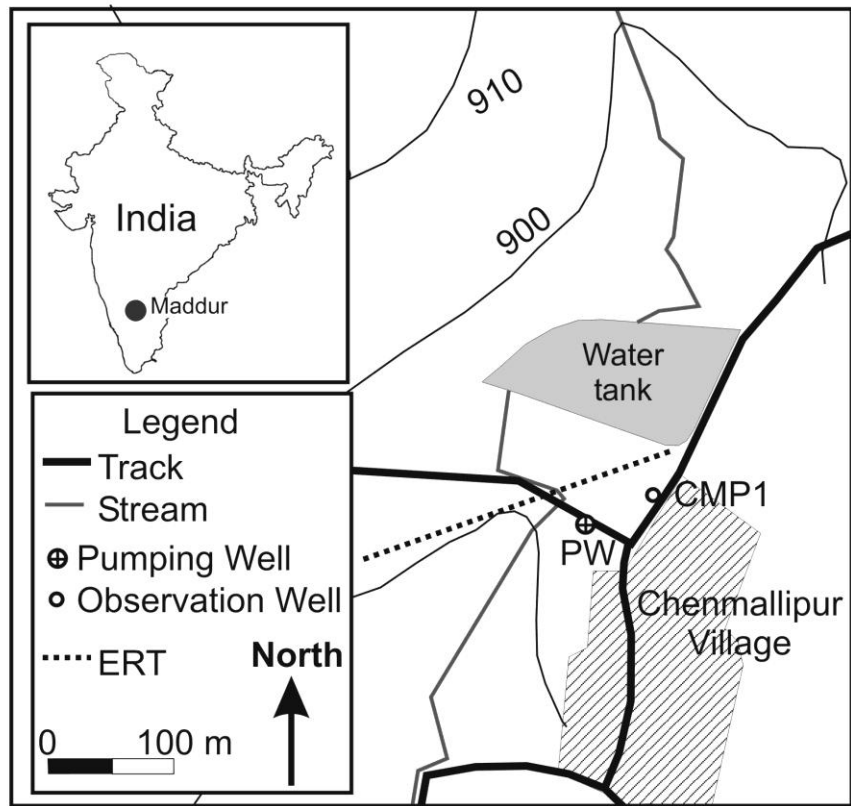 910
900
India
Maddur
Water
tank
Legend
Track
Stream
Pumping Well
Observation Well
ERT
North
0 100 m
CMP1
PW
Chenmallipur
Village